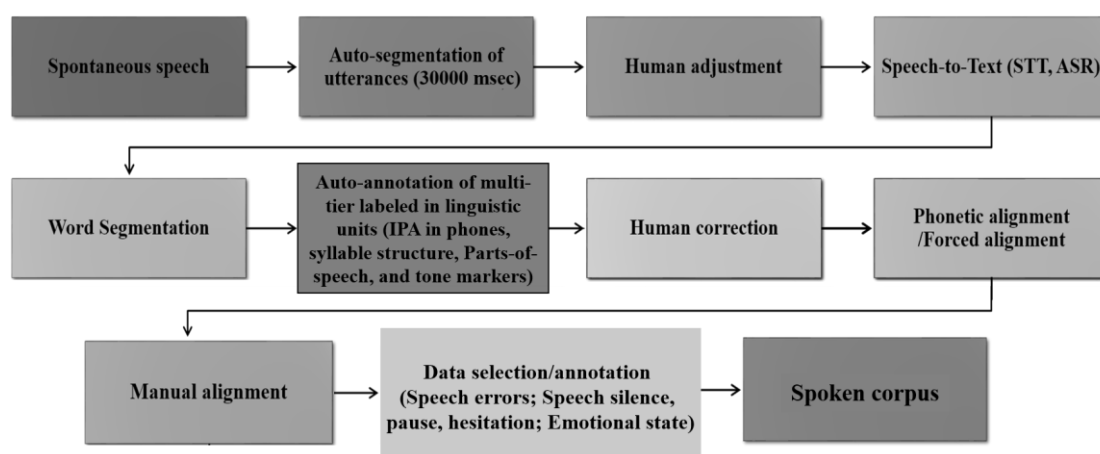 Spontaneous speech
Auto-segmentation of
utterances (30000 msec)
Human adjustment
Speech-to-Text (STT, ASR)
Word Segmentation
Auto-annotation of multi-
tier labeled in linguistic
units (IPA in phones,
syllable structure, Parts-of-
speech, and tone markers)
Human correction
Phonetic alignment
/Forced alignment
Manual alignment
Data selection/annotation
(Speech errors; Speech silence,
pause, hesitation; Emotional state)
Spoken corpus